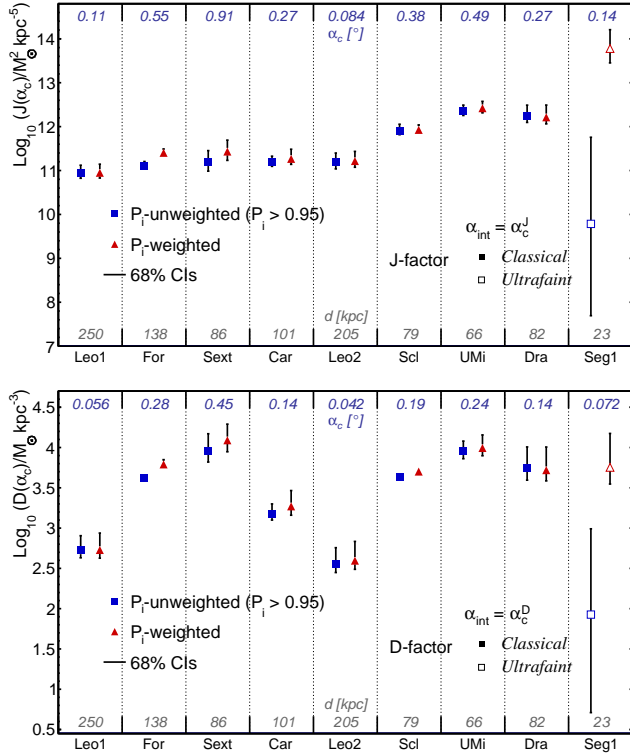 0.11 0.55 0.91 0.27 0.084 0.38 0.49 0.27 0.14
α_c [°]
Log₁₀ (J(α_c)/M²_⊙ kpc⁻⁵)
14
13
12
11
10
9
8
7
P_i-unweighted (P_i > 0.95)
P_i-weighted
68% CIs
α_int = α_c^J
J-factor
Classical
Ultrafaint
d [kpc]
250 138 86 101 205 79 66 82 23
Leo1 For Sext Car Leo2 Scl UMi Dra Seg1
0.056 0.28 0.45 0.14 0.042 0.19 0.24 0.14 0.072
α_c [°]
Log₁₀ (D(α_c)/M_⊙ kpc⁻³)
4.5
4
3.5
3
2.5
2
1.5
1
0.5
P_i-unweighted (P_i > 0.95)
P_i-weighted
68% CIs
α_int = α_c^D
D-factor
Classical
Ultrafaint
d [kpc]
250 138 86 101 205 79 66 82 23
Leo1 For Sext Car Leo2 Scl UMi Dra Seg1